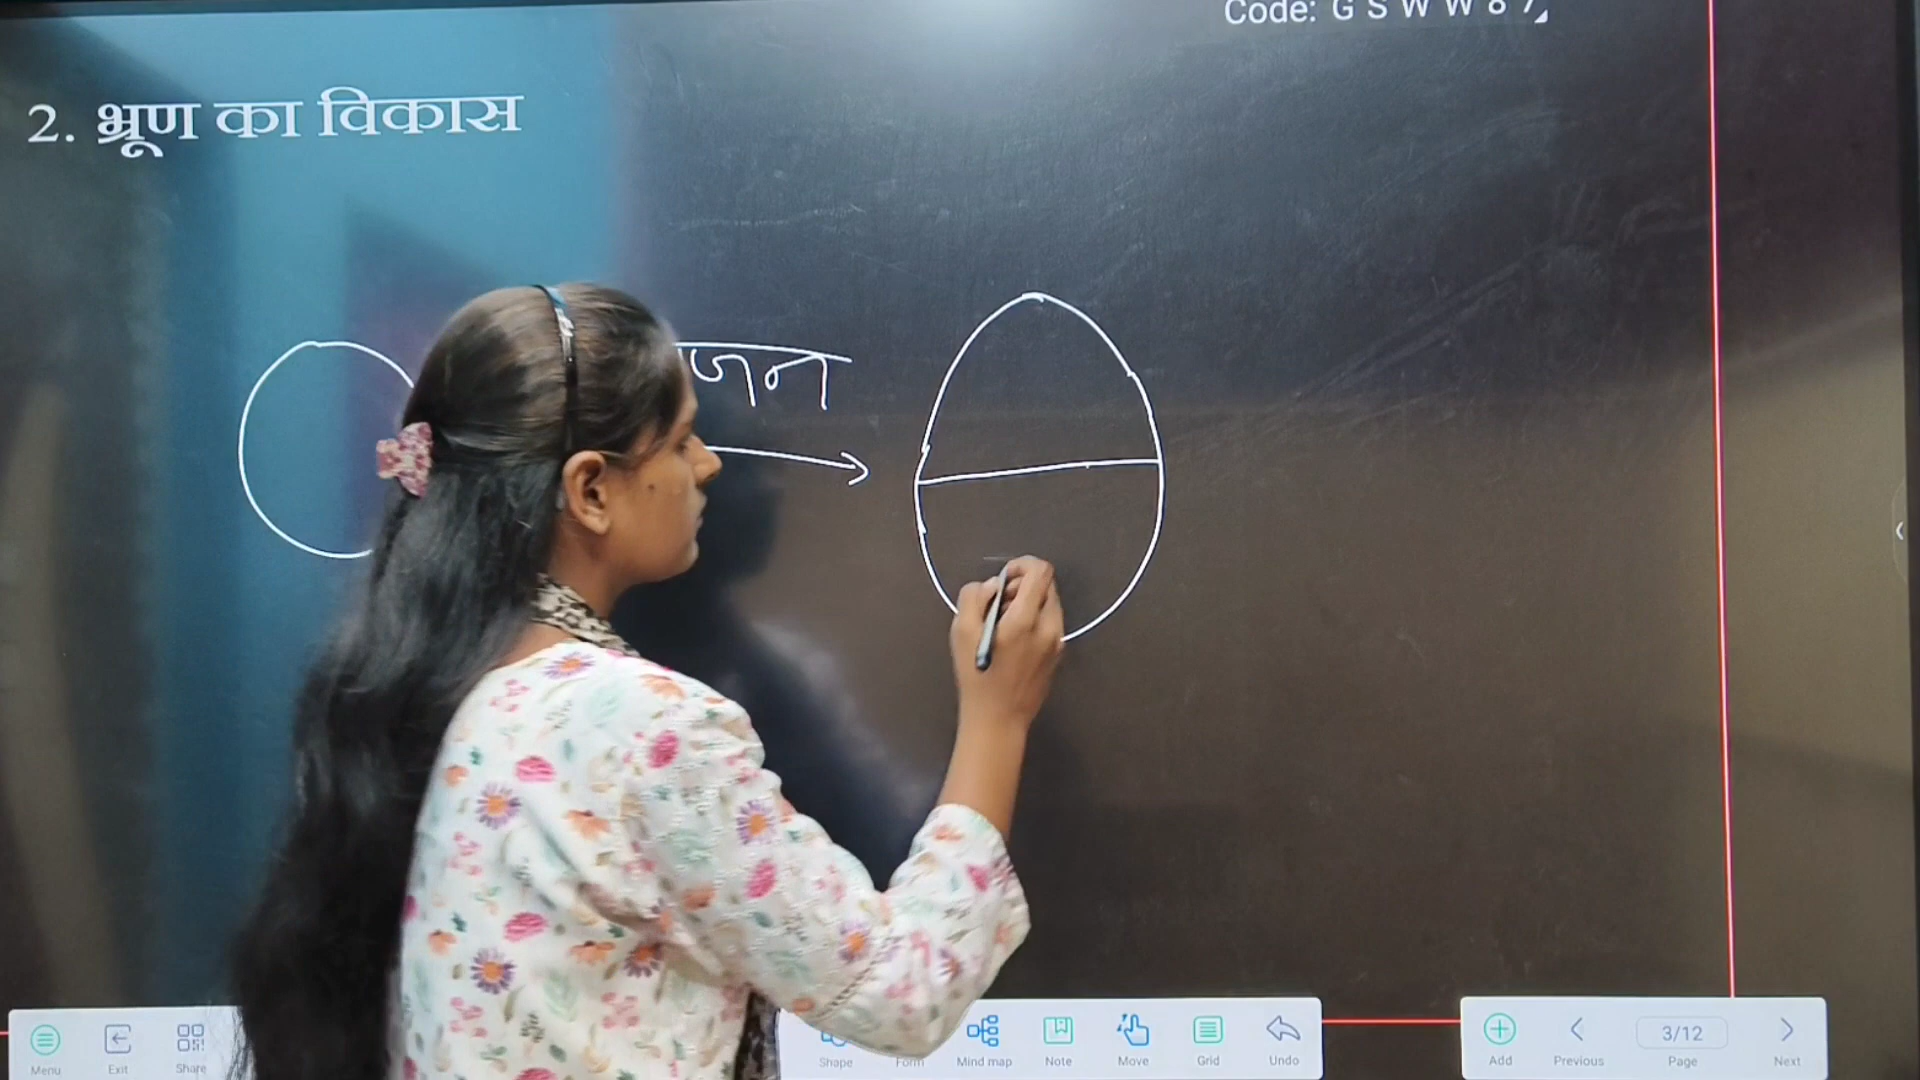 Code: G S W W 8 7
2. भ्रूण का विकास
जन
Menu Exit Share Shape Form Mind map Note Move Grid Undo Add Previous 3/12 Page Next